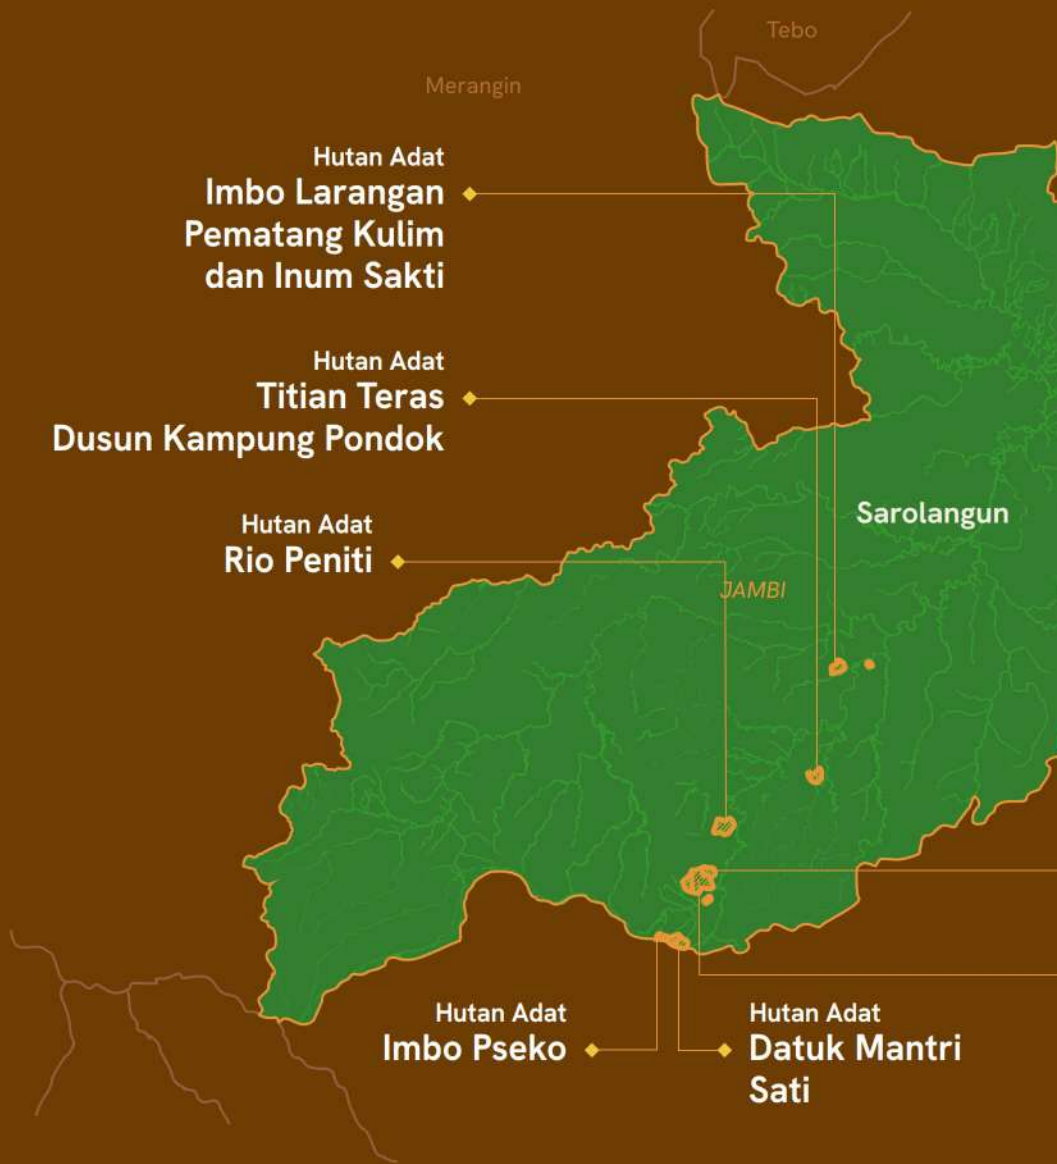 Tebo
Merangin
Hutan Adat
Imbo Larangan
Pematang Kulim
dan Inum Sakti
Hutan Adat
Titian Teras
Dusun Kampung Pondok
Sarolangun
Hutan Adat
Rio Peniti
JAMBI
Hutan Adat
Imbo Pseko
Hutan Adat
Datuk Mantri
Sati